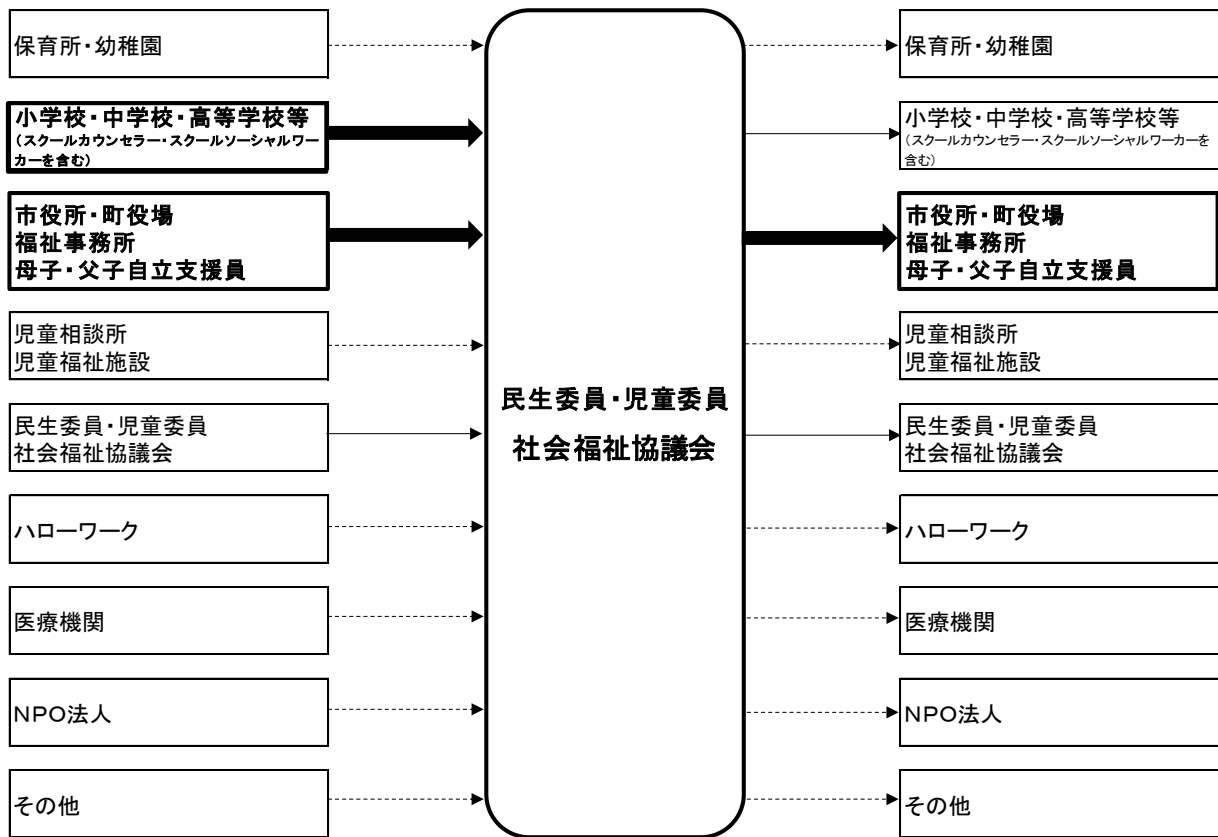 保育所・幼稚園
小学校・中学校・高等学校等
（スクールカウンセラー・スクールソーシャルワー
カーを含む）
市役所・町役場
福祉事務所
母子・父子自立支援員
児童相談所
児童福祉施設
民生委員・児童委員
社会福祉協議会
ハローワーク
医療機関
NPO法人
その他
民生委員・児童委員
社会福祉協議会
保育所・幼稚園
小学校・中学校・高等学校等
（スクールカウンセラー・スクールソーシャルワーカーを
含む）
市役所・町役場
福祉事務所
母子・父子自立支援員
児童相談所
児童福祉施設
民生委員・児童委員
社会福祉協議会
ハローワーク
医療機関
NPO法人
その他